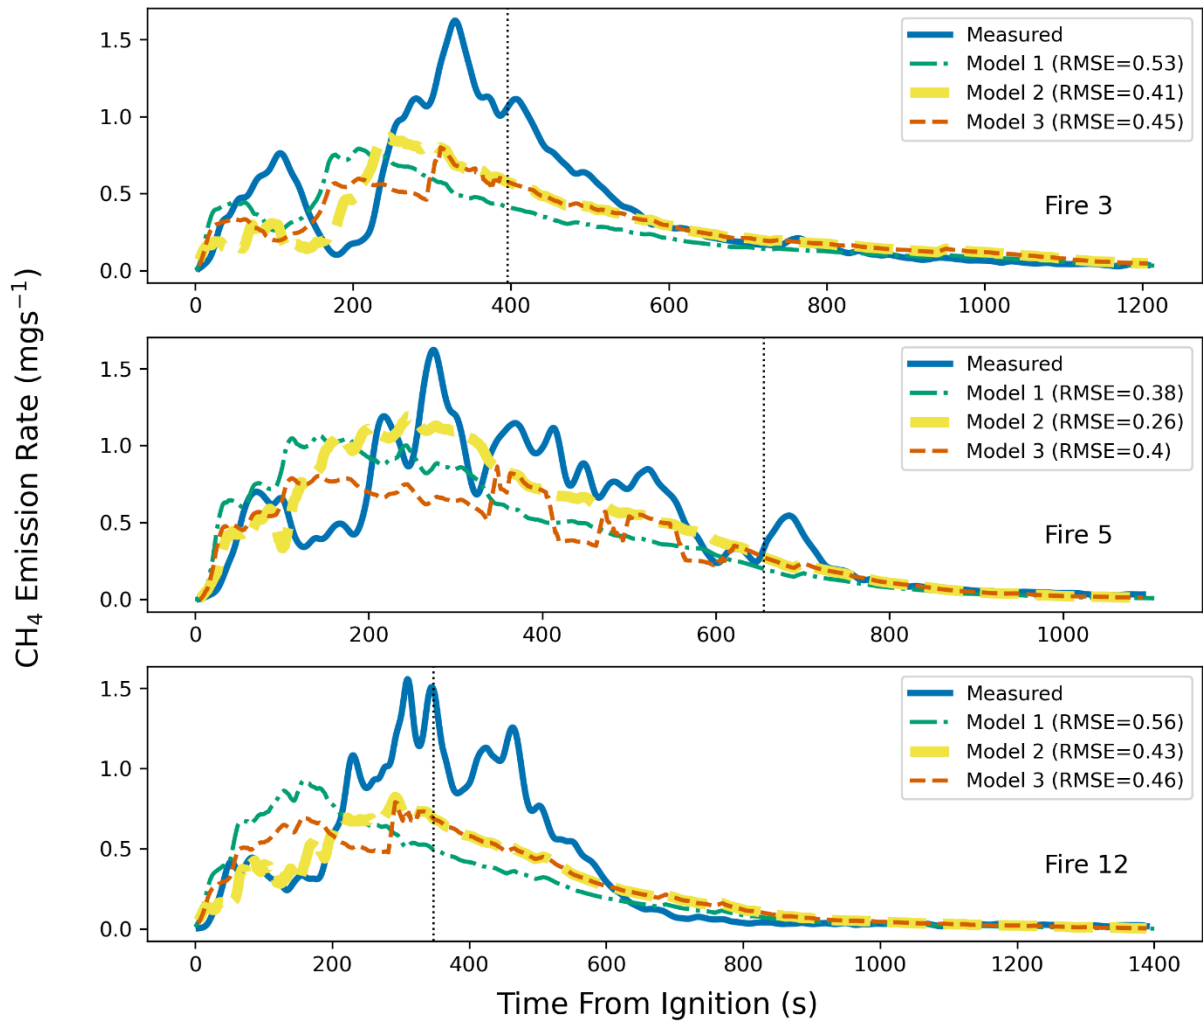 CH₄ Emission Rate (mgs⁻¹)
1.5
1.0
0.5
0.0
Measured
Model 1 (RMSE=0.53)
Model 2 (RMSE=0.41)
Model 3 (RMSE=0.45)
Fire 3
0 200 400 600 800 1000 1200
1.5
1.0
0.5
0.0
Measured
Model 1 (RMSE=0.38)
Model 2 (RMSE=0.26)
Model 3 (RMSE=0.4)
Fire 5
0 200 400 600 800 1000
1.5
1.0
0.5
0.0
Measured
Model 1 (RMSE=0.56)
Model 2 (RMSE=0.43)
Model 3 (RMSE=0.46)
Fire 12
0 200 400 600 800 1000 1200 1400
Time From Ignition (s)